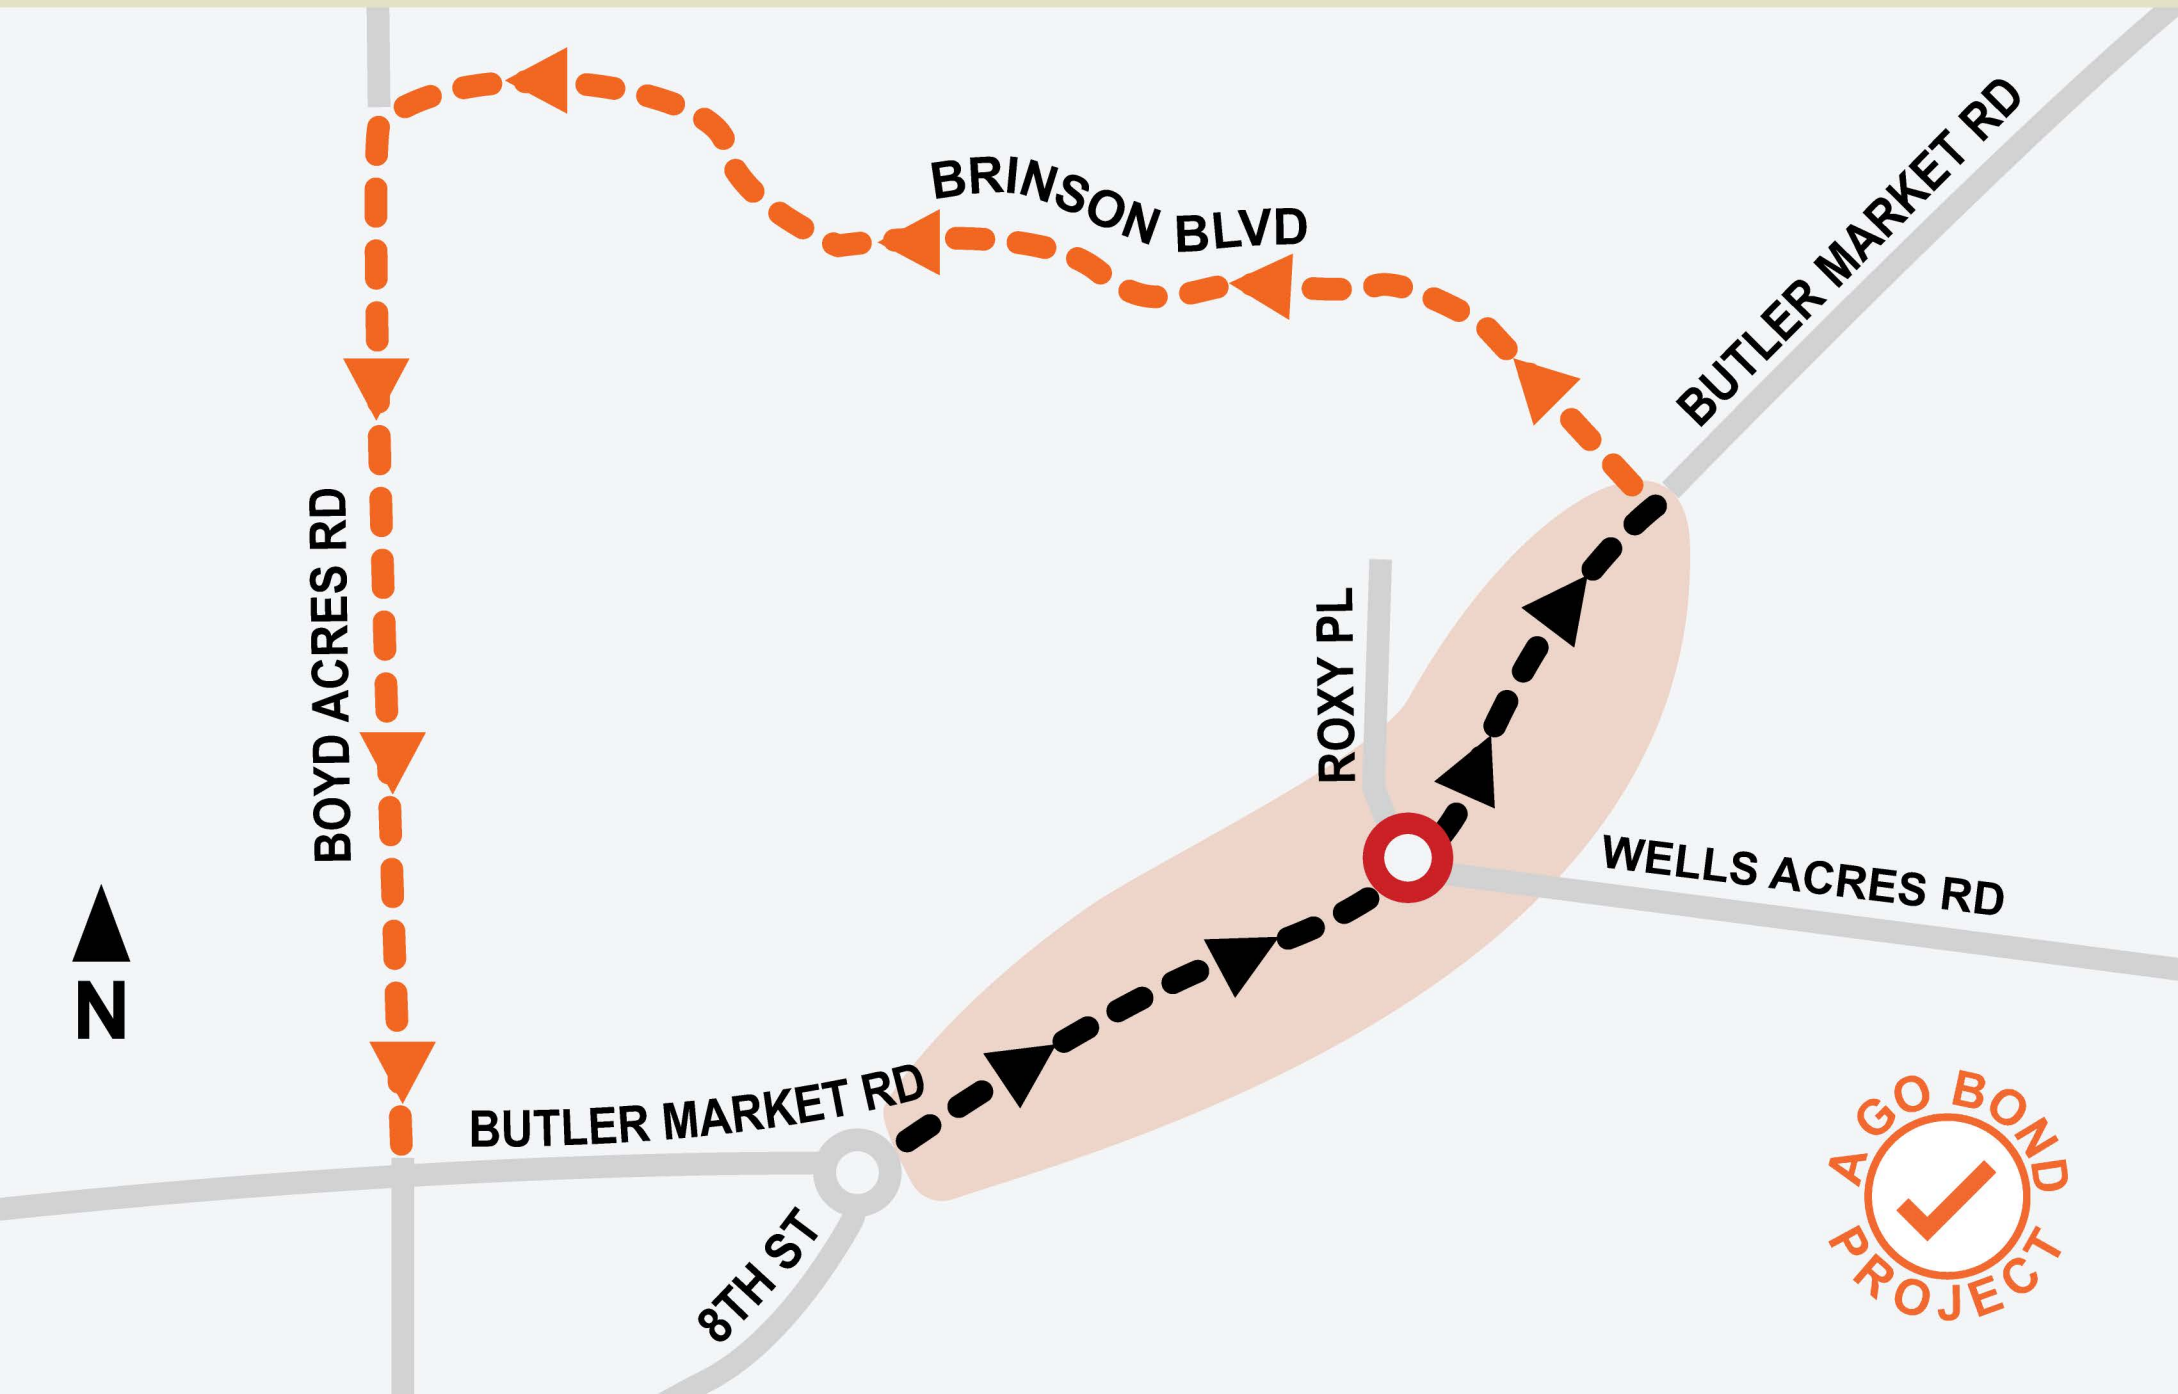 BRINSON BLVD
BUTLER MARKET RD
BOYD ACRES RD
ROXY PL
WELLS ACRES RD
N
BUTLER MARKET RD
8TH ST
A GO BOND
PROJECT